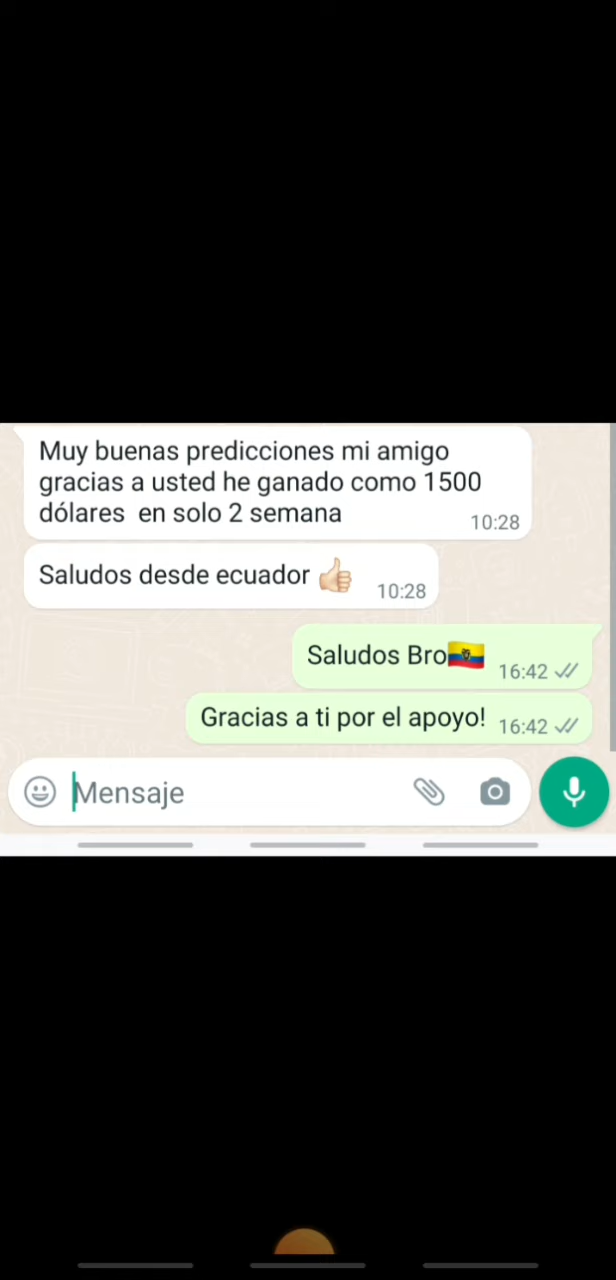 Muy buenas predicciones mi amigo
gracias a usted he ganado como 1500
dólares en solo 2 semana
10:28
Saludos desde ecuador 👍🏻
10:28
Saludos Bro🇪🇨
16:42
Gracias a ti por el apoyo!
16:42
Mensaje